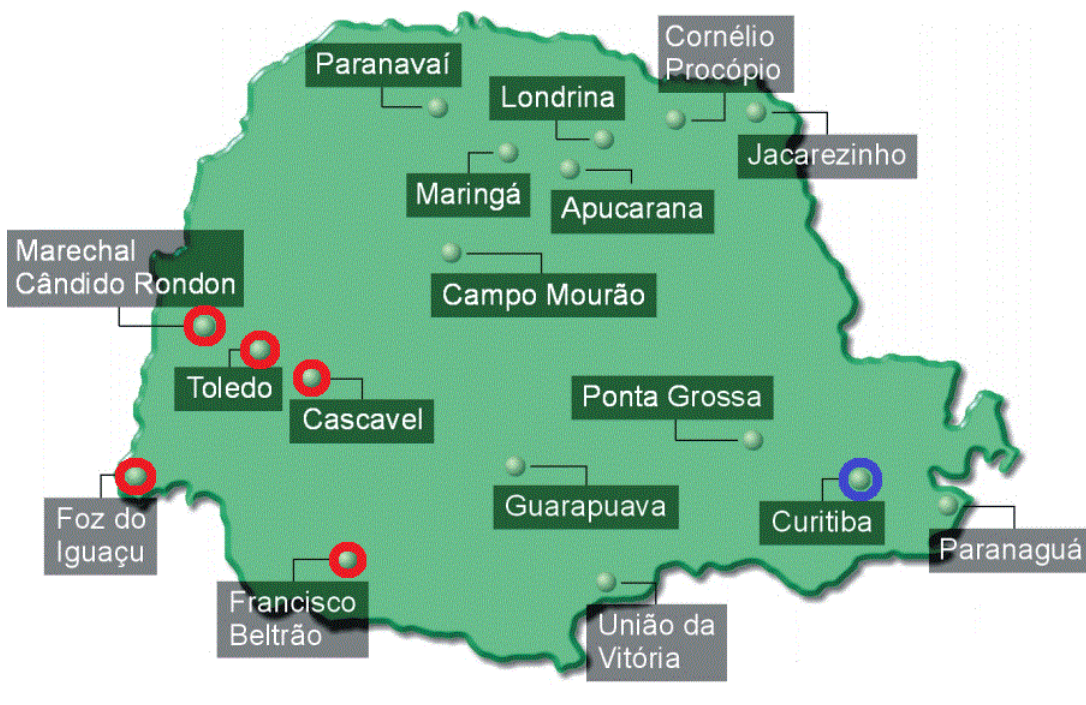 Cornélio
Procópio
Paranavaí
Londrina
Jacarezinho
Maringá
Apucarana
Marechal
Cândido Rondon
Campo Mourão
Toledo
Cascavel
Ponta Grossa
Guarapuava
Curitiba
Foz do
Iguaçu
Paranaguá
Francisco
Beltrão
União da
Vitória